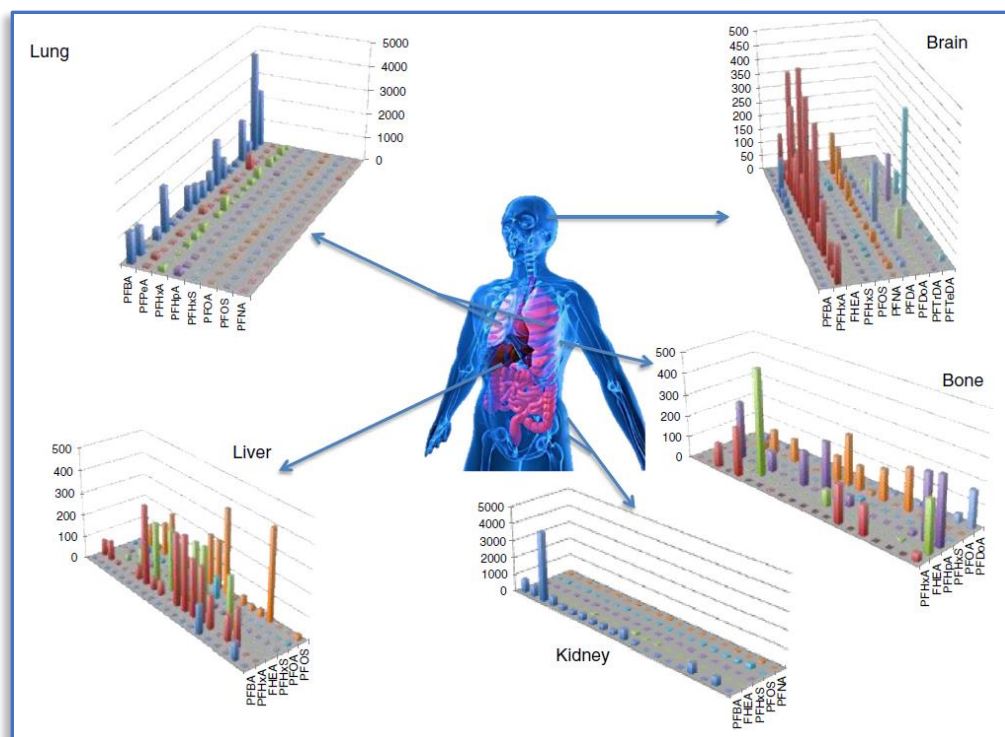 Lung
5000
4000
3000
2000
1000
0
PFBA
PFPeA
PFHxA
PFHpA
PFHxS
PFOA
PFOS
PFNA
Brain
500
450
400
350
300
250
200
150
100
50
0
PFBA
PFHxA
FHEA
PFHxS
PFOS
PFNA
PFDA
PFDoA
PFTrDA
PFTeDA
Bone
500
400
300
200
100
0
PFHxA
FHEA
PFHpA
PFHxS
PFOA
PFDoA
Liver
500
400
300
200
100
0
PFBA
PFHxA
FHEA
PFHxS
PFOA
PFOS
Kidney
5000
4000
3000
2000
1000
0
PFBA
FHEA
PFHxS
PFOS
PFNA